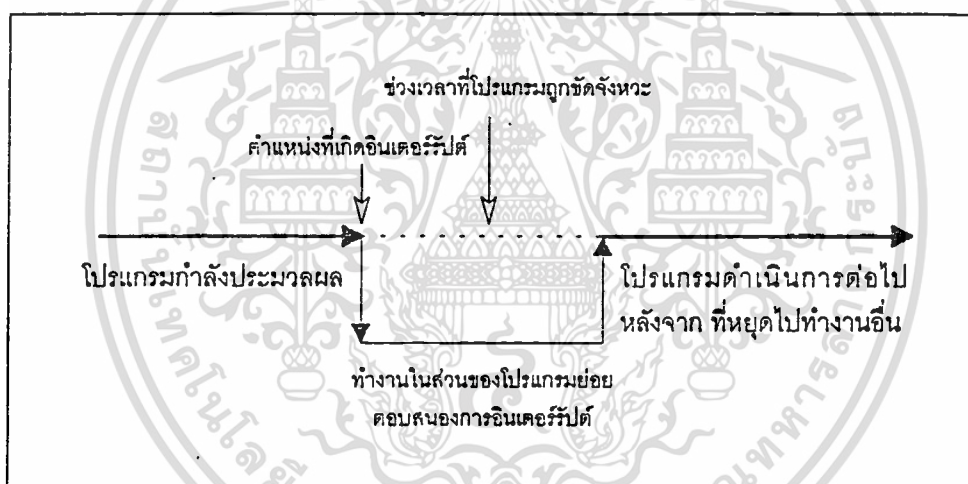 ช่วงเวลาที่โปรแกรมถูกขัดจังหวะ
ตำแหน่งที่เกิดอินเตอร์รัปต์
โปรแกรมกำลังประมวลผล
โปรแกรมดำเนินการต่อไป
หลังจาก ที่หยุดไปทำงานอื่น
ทำงานในส่วนของโปรแกรมย่อย
ตอบสนองการอินเตอร์รัปต์